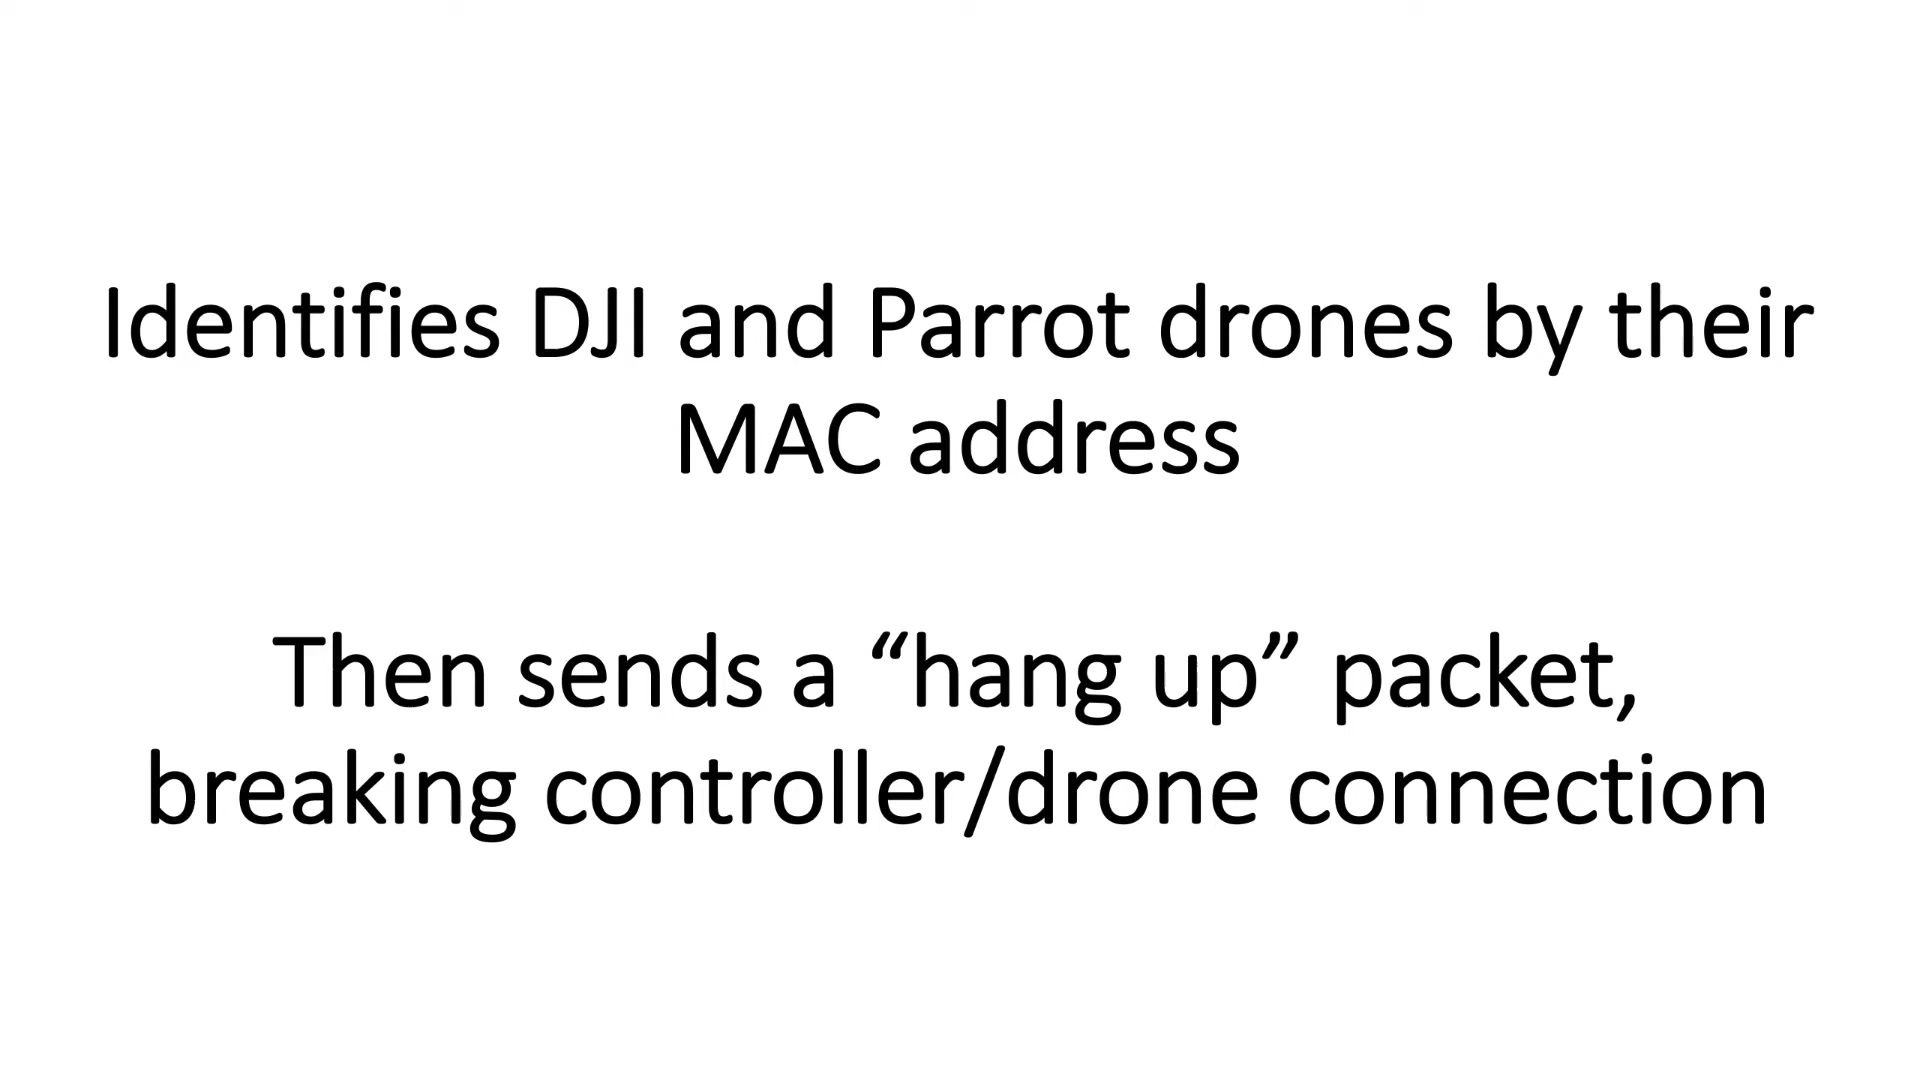 Identifies DJI and Parrot drones by their
MAC address
Then sends a “hang up” packet,
breaking controller/drone connection